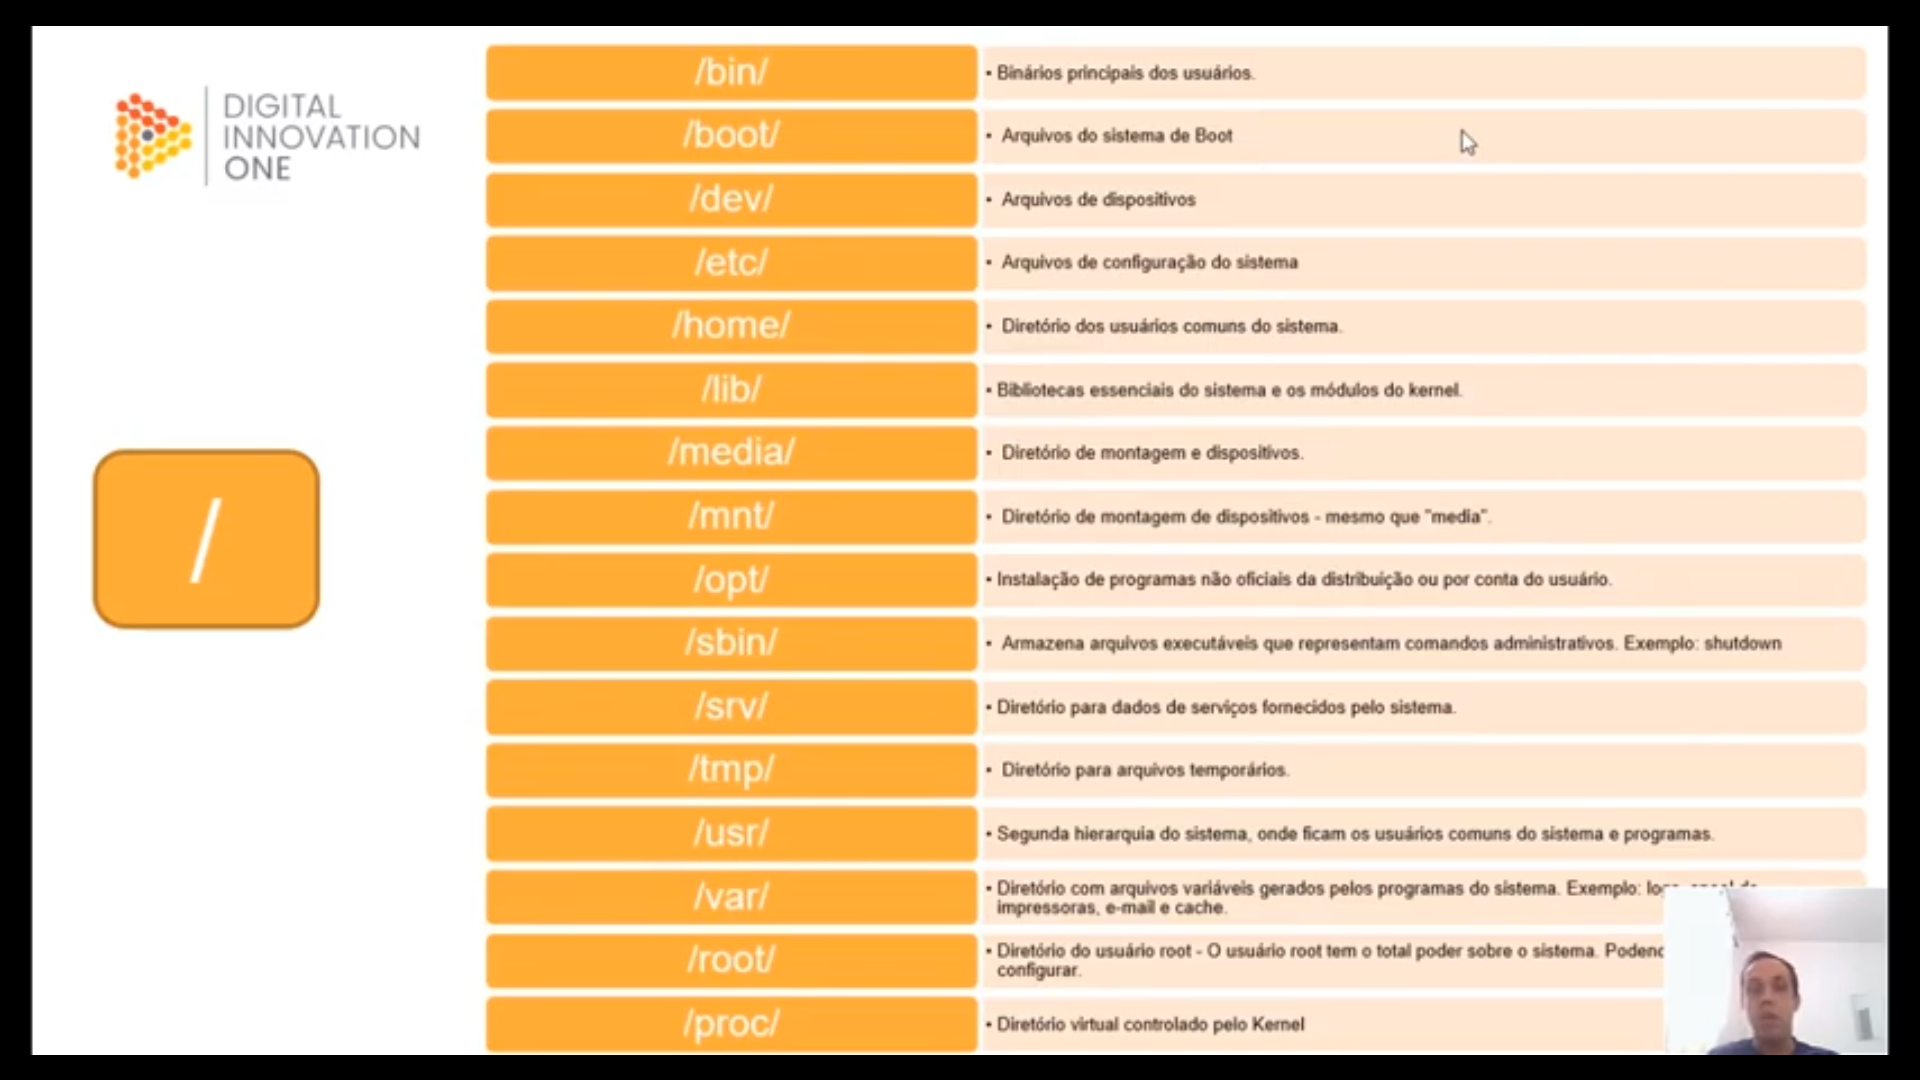 DIGITAL
INNOVATION
ONE
/
/bin/
• Binários principais dos usuários.
/boot/
• Arquivos do sistema de Boot
/dev/
• Arquivos de dispositivos
/etc/
• Arquivos de configuração do sistema
/home/
• Diretório dos usuários comuns do sistema.
/lib/
• Bibliotecas essenciais do sistema e os módulos do kernel.
/media/
• Diretório de montagem e dispositivos.
/mnt/
• Diretório de montagem de dispositivos - mesmo que "media".
/opt/
• Instalação de programas não oficiais da distribuição ou por conta do usuário.
/sbin/
• Armazena arquivos executáveis que representam comandos administrativos. Exemplo: shutdown
/srv/
• Diretório para dados de serviços fornecidos pelo sistema.
/tmp/
• Diretório para arquivos temporários.
/usr/
• Segunda hierarquia do sistema, onde ficam os usuários comuns do sistema e programas.
/var/
• Diretório com arquivos variáveis gerados pelos programas do sistema. Exemplo:
impressoras, e-mail e cache.
/root/
• Diretório do usuário root - O usuário root tem o total poder sobre o sistema.
configurar.
/proc/
• Diretório virtual controlado pelo Kernel